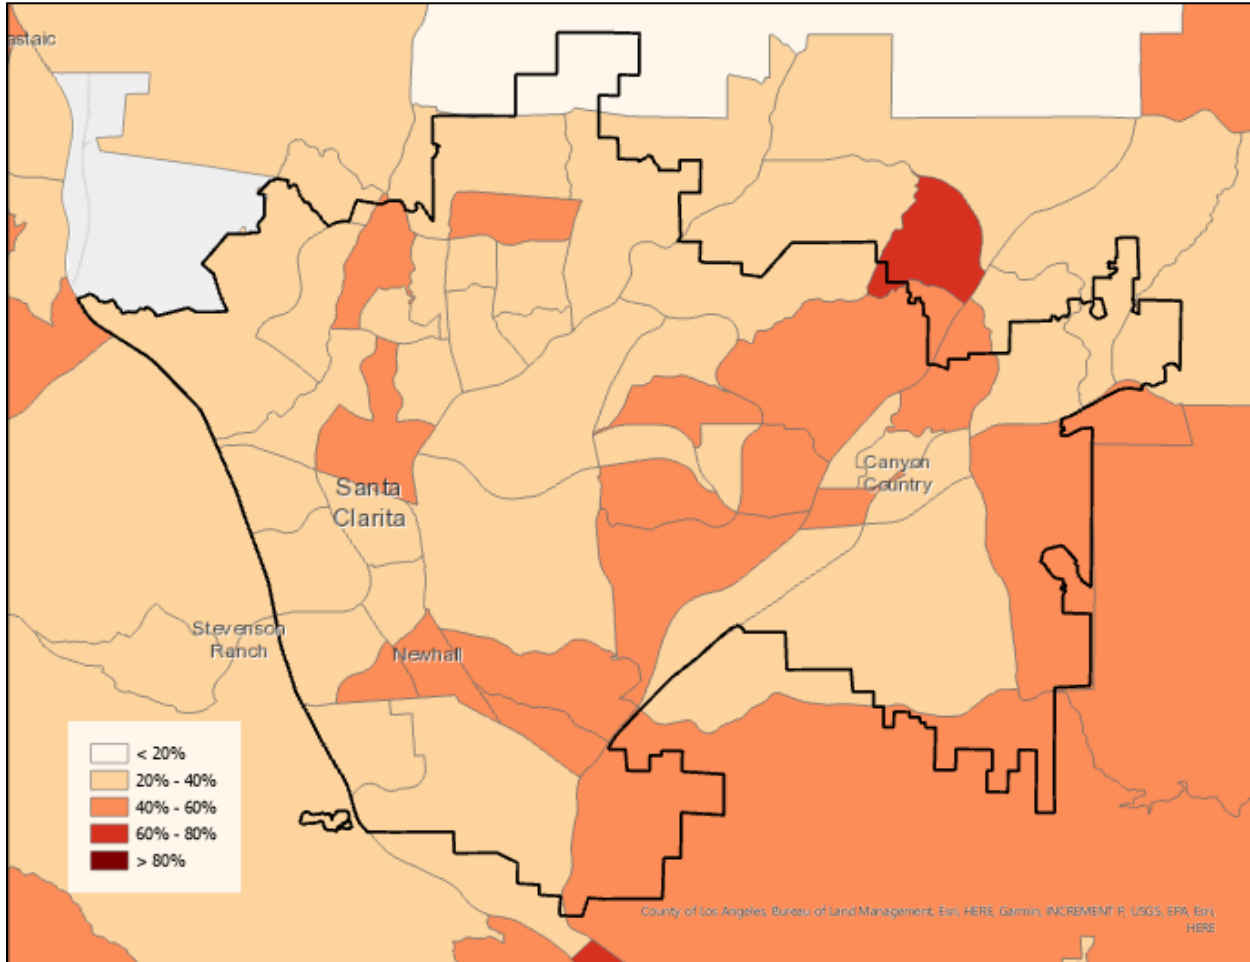 astaic
Santa
Clarita
Canyon
Country
Stevenson
Ranch
Newhall
< 20%
20% - 40%
40% - 60%
60% - 80%
> 80%
County of Los Angeles, Bureau of Land Management, Esri, HERE, Garmin, INCREMENT P, USGS, EPA, Esri,
HERE